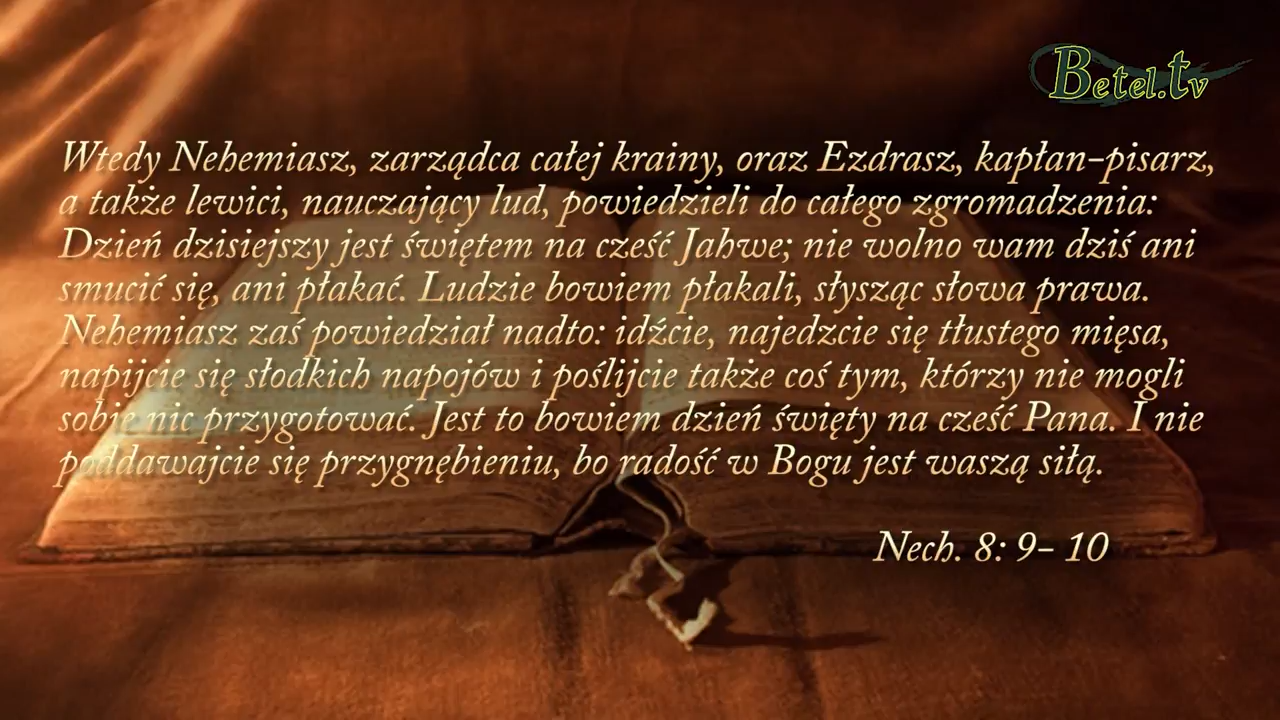 Betel.tv
Wtedy Nehemiasz, zarządca całej krainy, oraz Ezdrasz, kapłan-pisarz,
a także lewici, nauczający lud, powiedzieli do całego zgromadzenia:
Dzień dzisiejszy jest świętem na cześć Jahwe; nie wolno wam dziś ani
smucić się, ani płakać. Ludzie bowiem płakali, słysząc słowa prawa.
Nehemiasz zaś powiedział nadto: idźcie, najedzcie się tłustego mięsa,
napijcie się słodkich napojów i poślijcie także coś tym, którzy nie mogli
sobie nic przygotować. Jest to bowiem dzień święty na cześć Pana. I nie
poddawajcie się przygnębieniu, bo radość w Bogu jest waszą siłą.
Nech. 8: 9- 10